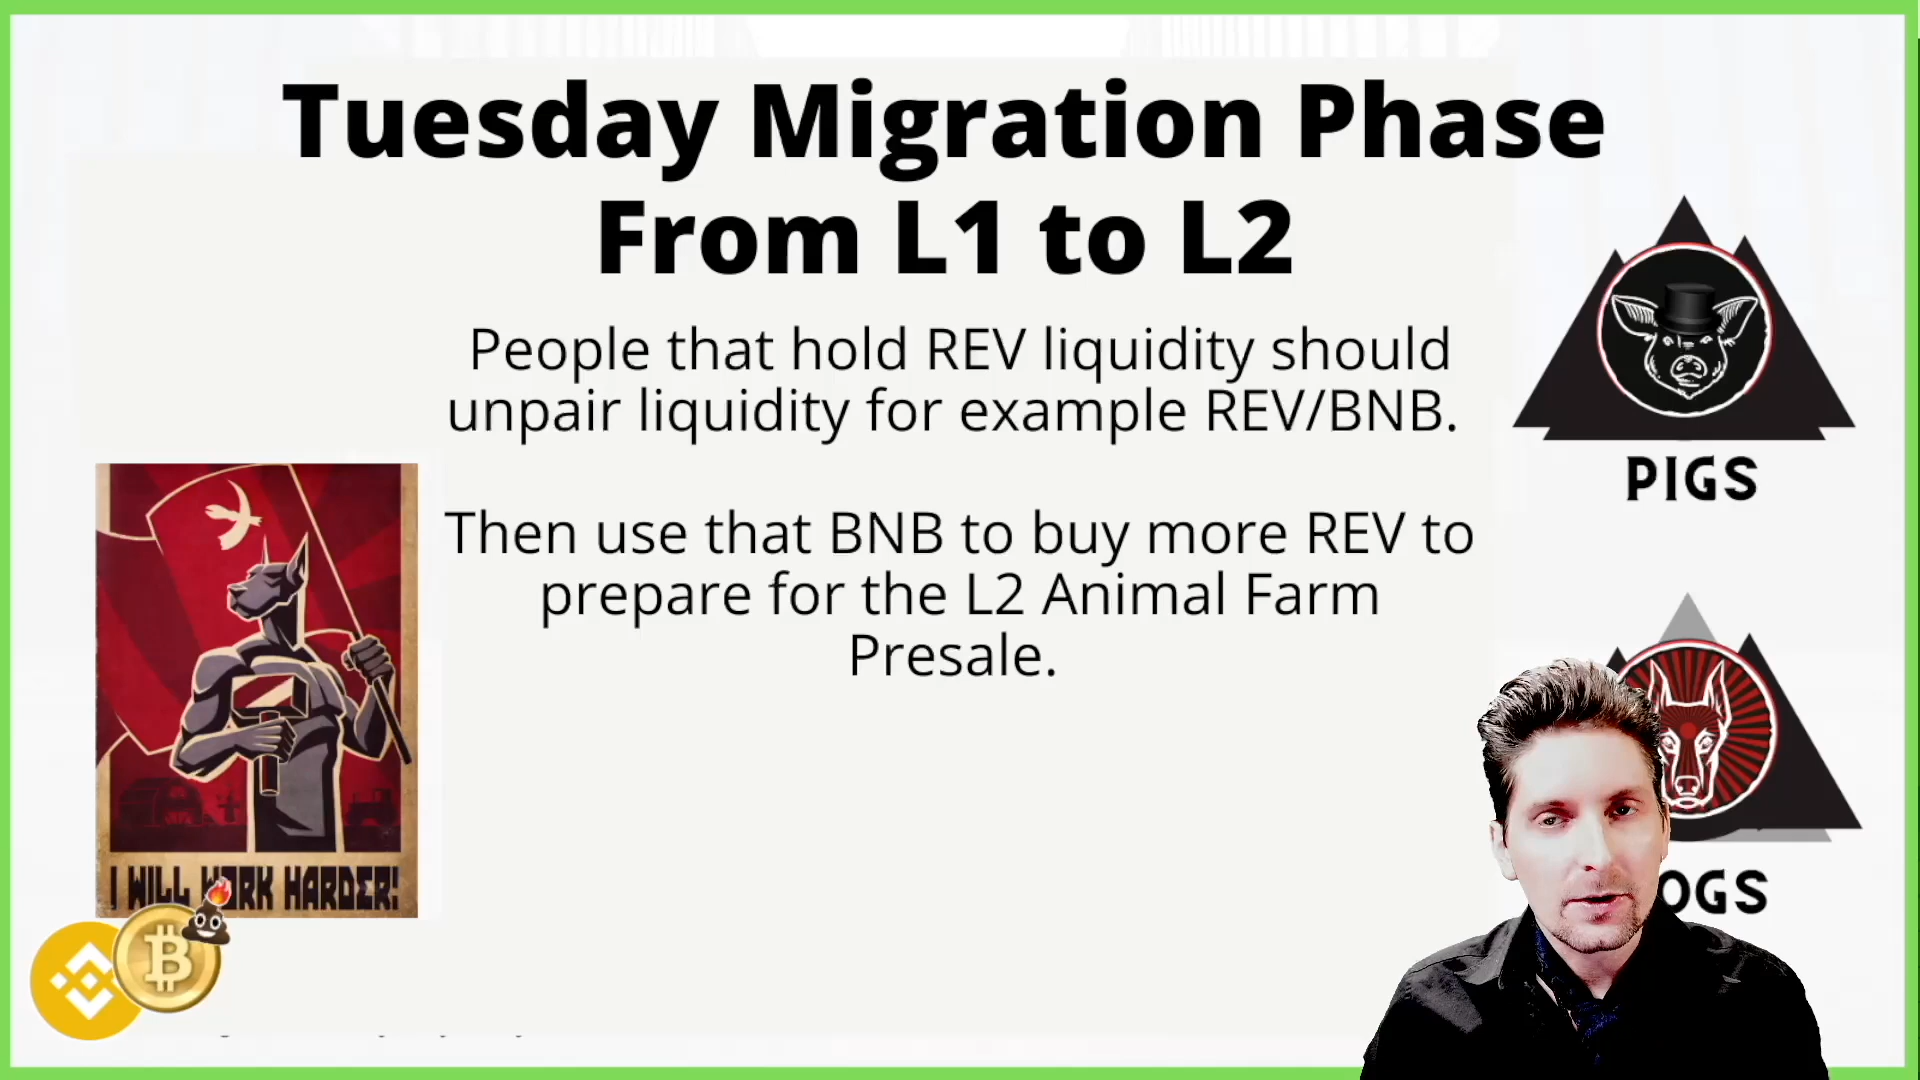 Tuesday Migration Phase
From L1 to L2
People that hold REV liquidity should
unpair liquidity for example REV/BNB.
Then use that BNB to buy more REV to
prepare for the L2 Animal Farm
Presale.
PIGS
I WILL WORK HARDER!
OGS